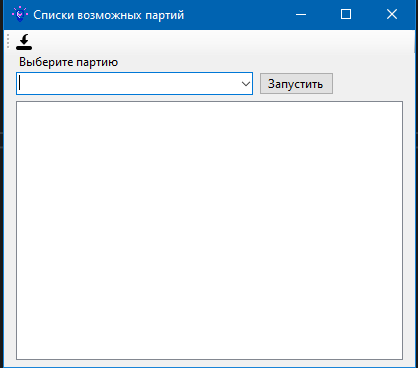 Списки возможных партий
Выберите партию
Запустить